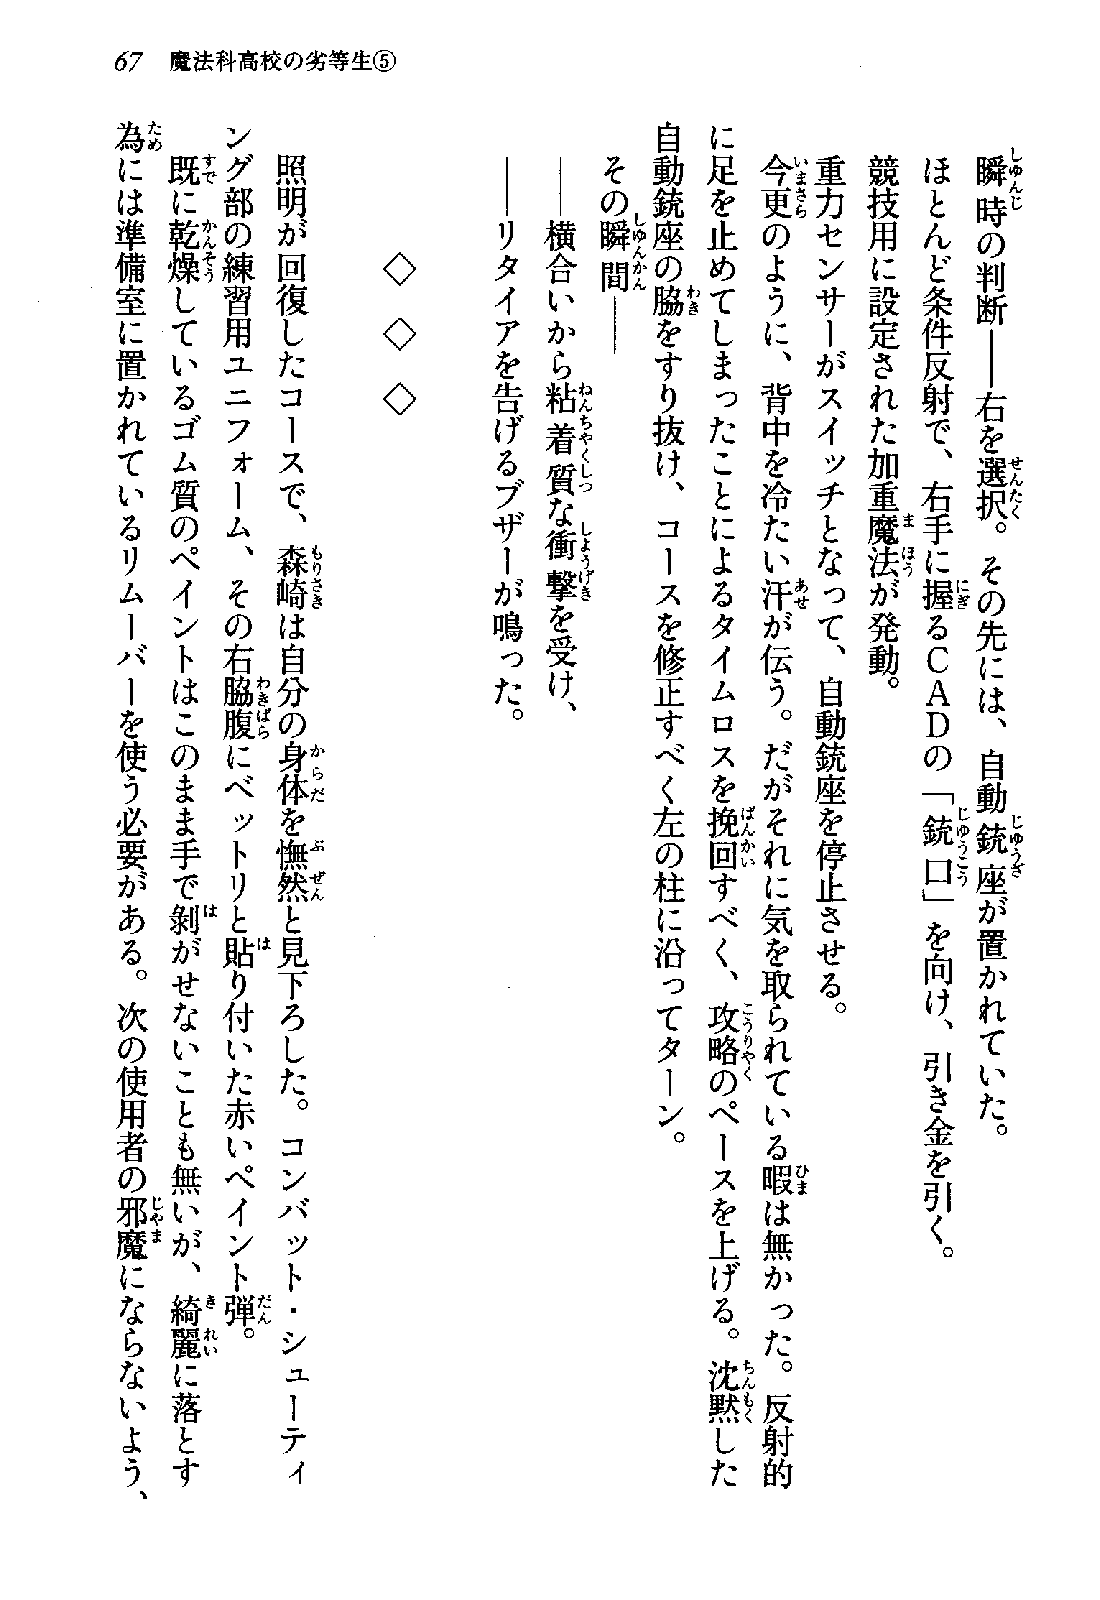 67 魔法科高校の劣等生⑤
瞬時の判断――右を選択。その先には、自動銃座が置かれていた。
ほとんど条件反射で、右手に握るCADの「銃口」を向け、引き金を引く。
競技用に設定された加重魔法が発動。
重力センサーがスイッチとなって、自動銃座を停止させる。
今更のように、背中を冷たい汗が伝う。だがそれに気を取られている暇は無かった。反射的
に足を止めてしまったことによるタイムロスを挽回すべく、攻略のペースを上げる。沈黙した
自動銃座の脇をすり抜け、コースを修正すべく左の柱に沿ってターン。
その瞬間――
――横合いから粘着質な衝撃を受け、
――リタイアを告げるブザーが鳴った。
◇ ◇ ◇
照明が回復したコースで、森崎は自分の身体を憮然と見下ろした。コンバット・シューティ
ング部の練習用ユニフォーム、その右脇腹にベットリと貼り付いた赤いペイント弾。
既に乾燥しているゴム質のペイントはこのまま手で剝がせないことも無いが、綺麗に落とす
為には準備室に置かれているリムーバーを使う必要がある。次の使用者の邪魔にならないよう、